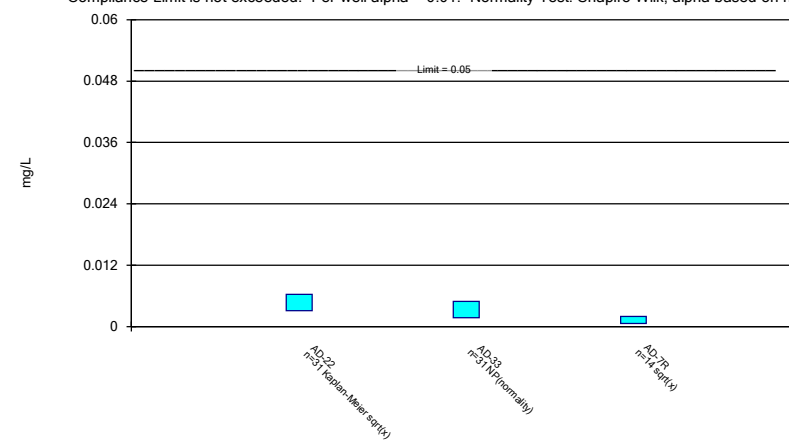 Compliance Limit is not exceeded. Per-well alpha = 0.01. Normality Test: Shapiro Wilk, alpha based on
0.06
Limit = 0.05
0.048
0.036
mg/L
0.024
0.012
0
AD-22
n=31 Kaplan-Meier sqrt(x)
AD-33
n=31 NP(normality)
AD-7R
n=14 sqrt(x)